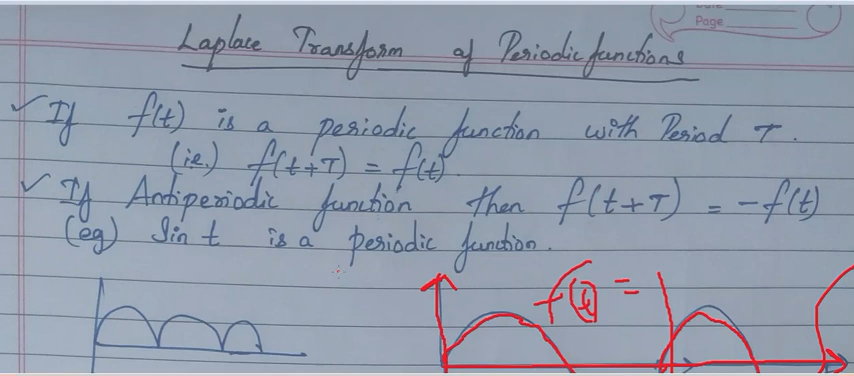 Page
Laplace Transform of Periodic functions
If f(t) is a periodic function with Period T.
(ie.) f(t+T) = f(t)
If Antiperiodic function then f(t+T) = -f(t)
(eg) Sin t is a periodic function.
f(t) =